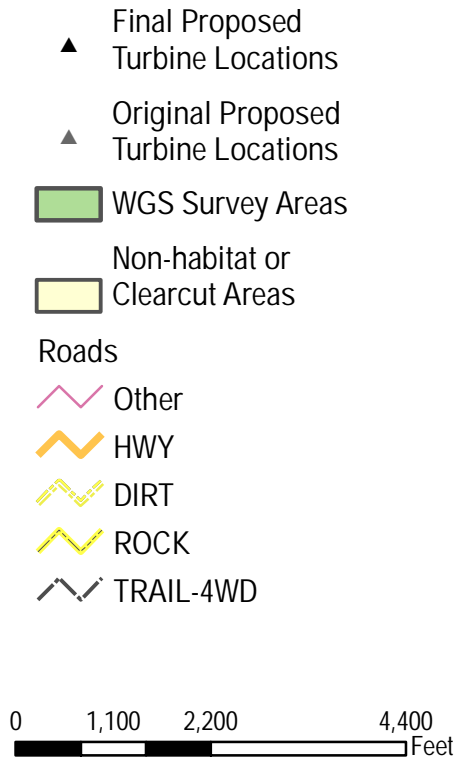 Final Proposed
Turbine Locations
Original Proposed
Turbine Locations
WGS Survey Areas
Non-habitat or
Clearcut Areas
Roads
Other
HWY
DIRT
ROCK
TRAIL-4WD
0 1,100 2,200 4,400
Feet